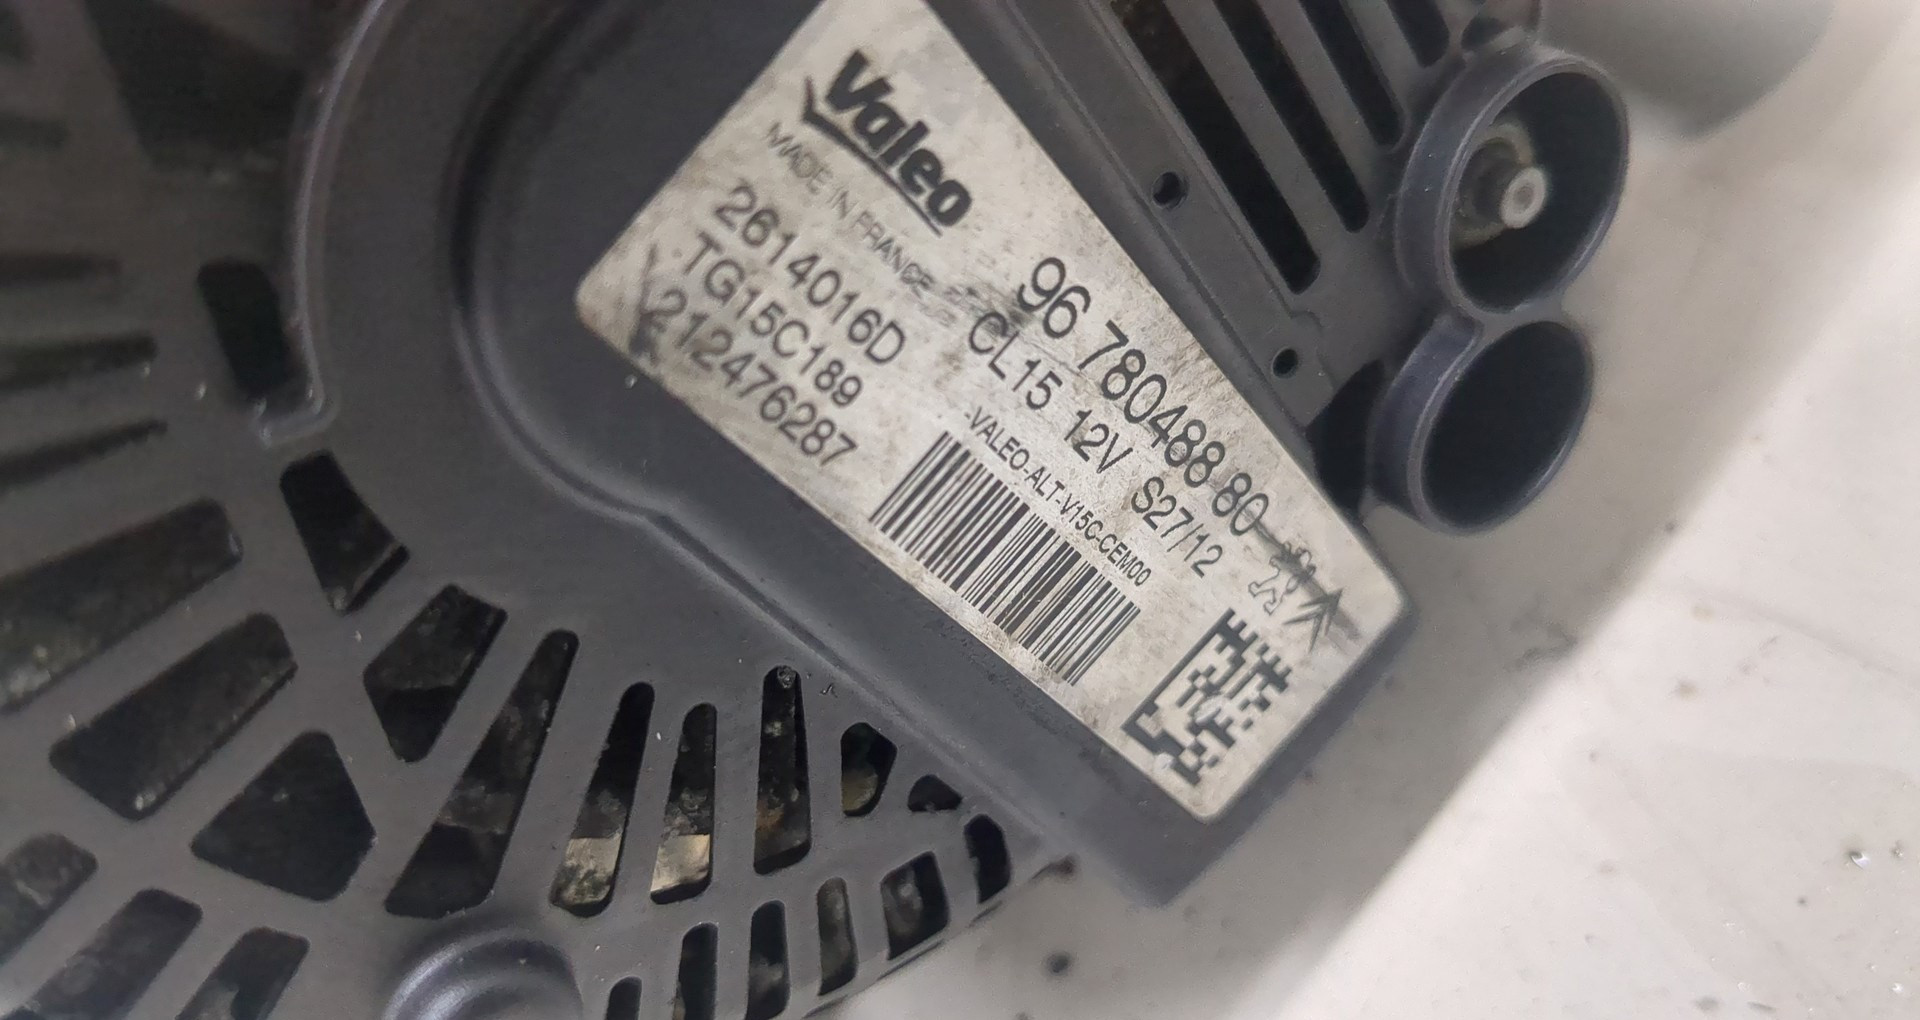 Valeo
MADE IN FRANCE
2614016D
TG15C189
212476287
96 780488 80
CL15 12V S27/12
-VALEO-ALT-V15C-CEM00